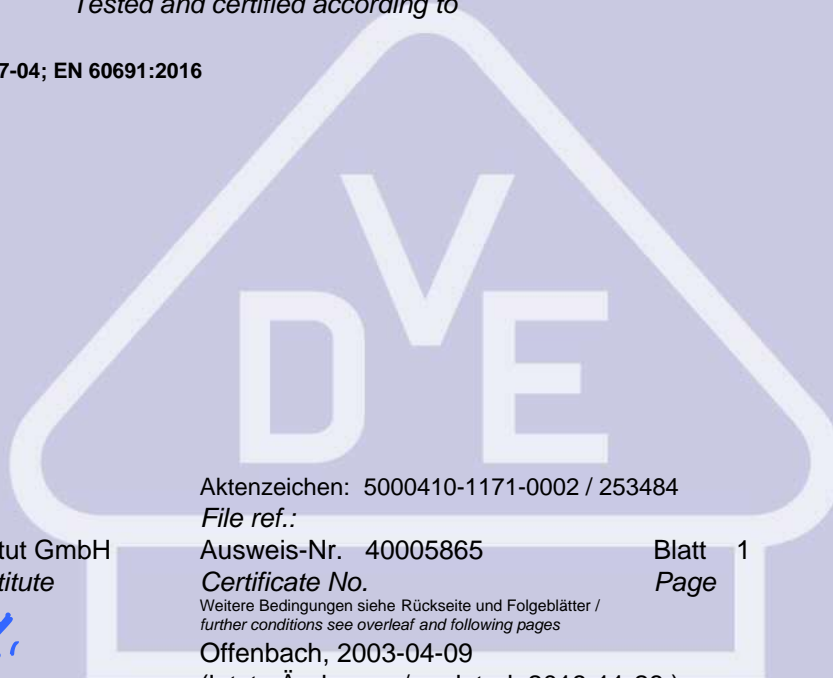 Tested and certified according to
7-04; EN 60691:2016
DVE
Aktenzeichen: 5000410-1171-0002 / 253484
File ref.:
tut GmbH Ausweis-Nr. 40005865 Blatt 1
titute Certificate No. Page
Weitere Bedingungen siehe Rückseite und Folgeblätter /
further conditions see overleaf and following pages
Offenbach, 2003-04-09